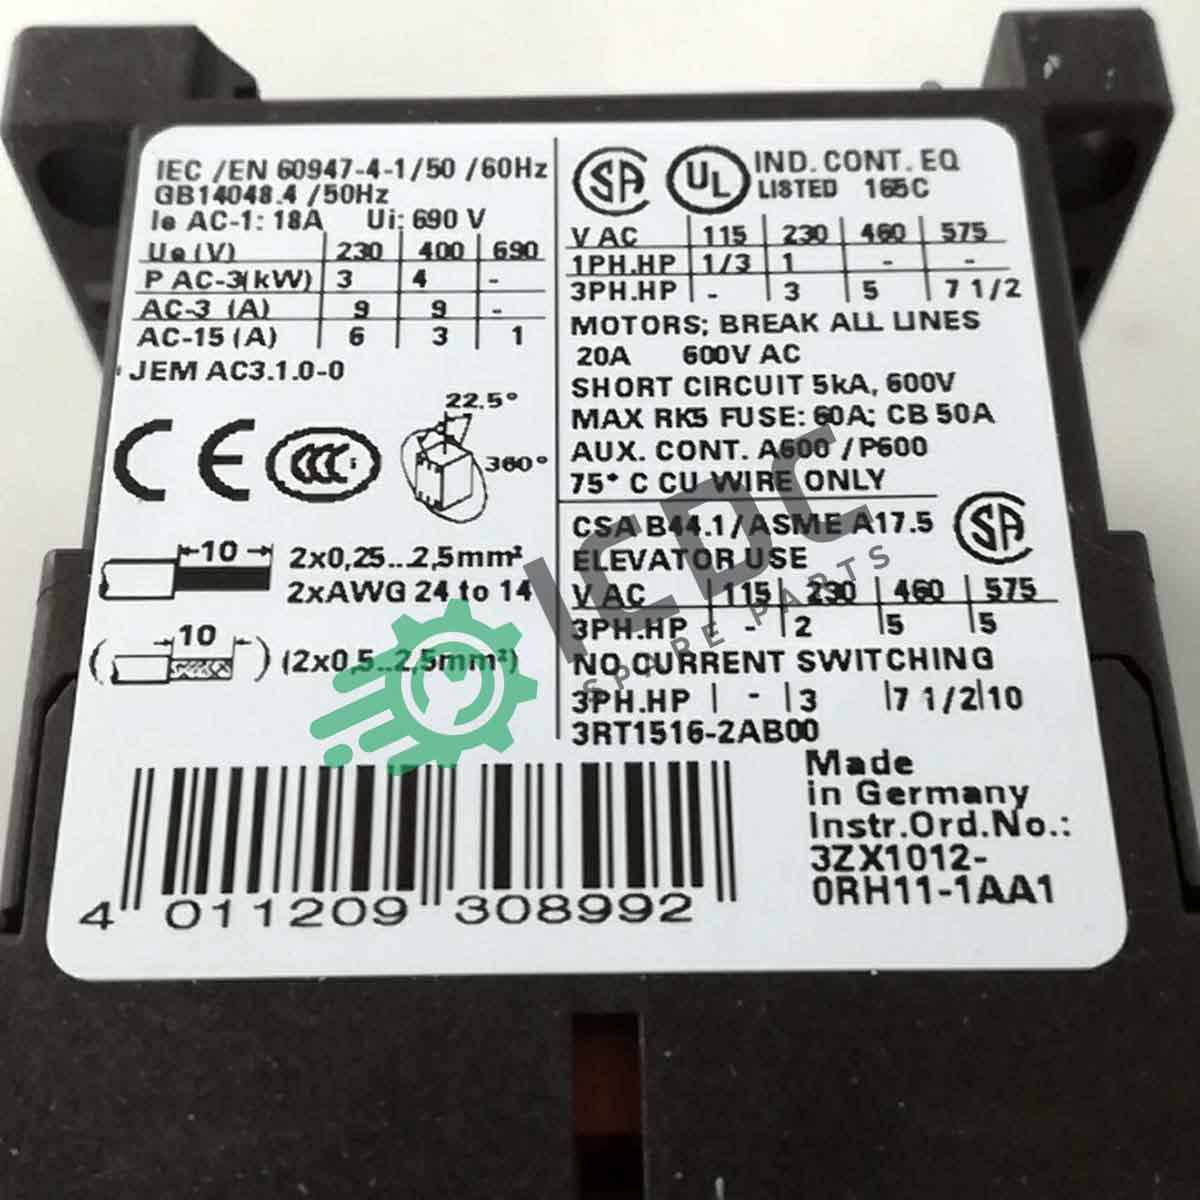 IEC /EN 60947-4-1/50 /60Hz
GB14048.4 /50Hz
Ie AC-1: 18A Ui: 690 V
Ue (V) 230 400 690
P AC-3(kW) 3 4 -
AC-3 (A) 9 9 -
AC-15 (A) 6 3 1
JEM AC3.1.0-0
CE CCC
22.5°
360°
10
2x0,25...2,5mm²
2xAWG 24 to 14
10
(2x0,5...2,5mm²)
SA UL IND. CONT. EQ
LISTED 165C
V AC 115 230 460 575
1PH.HP 1/3 1 - -
3PH.HP - 3 5 7 1/2
MOTORS; BREAK ALL LINES
20A 600V AC
SHORT CIRCUIT 5kA, 600V
MAX RK5 FUSE: 60A; CB 50A
AUX. CONT. A600 /P600
75° C CU WIRE ONLY
CSA B44.1/ASME A17.5 SA
ELEVATOR USE
V AC 115 230 460 575
3PH.HP - 2 5 5
NO CURRENT SWITCHING
3PH.HP - 3 7 1/2 10
3RT1516-2AB00
Made
in Germany
Instr.Ord.No.:
3ZX1012-
0RH11-1AA1
4 011209 308992
ICDC
SPARE PARTS